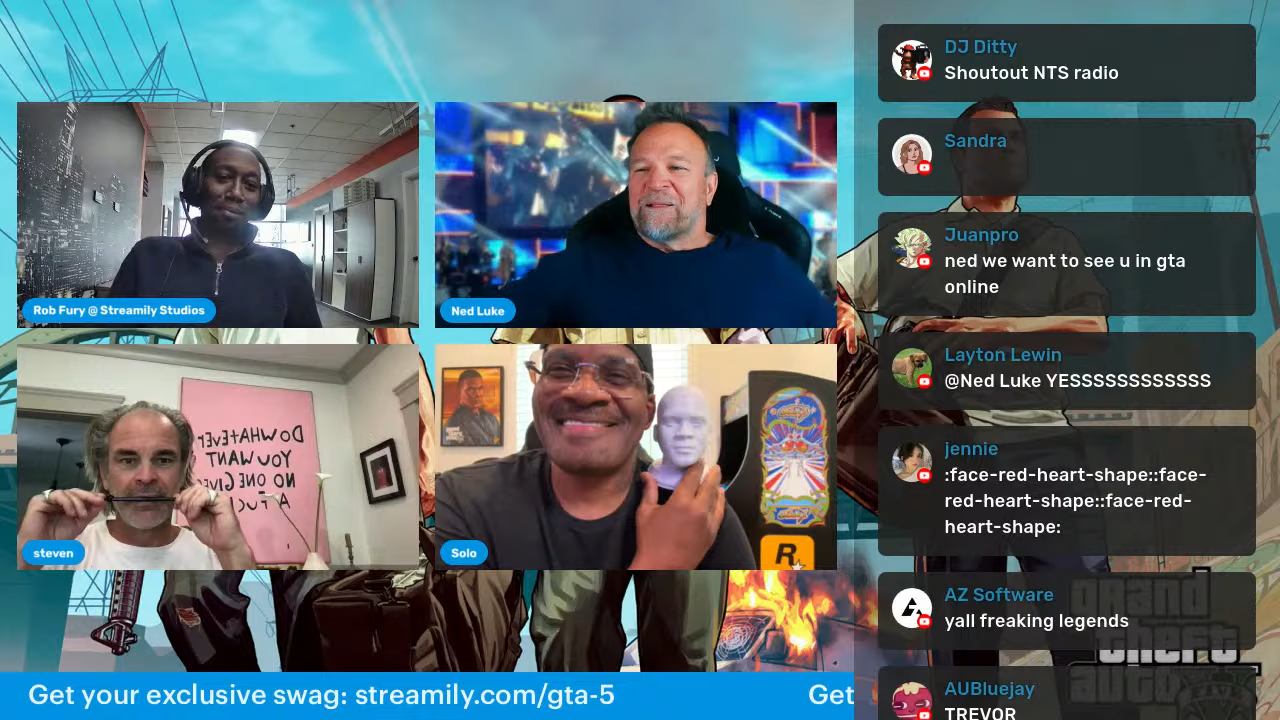 Rob Fury @ Streamily Studios
Ned Luke
DO WHATEVER
YOU WANT
NO ONE GIVES
A
steven
Solo
R
Get your exclusive swag: streamily.com/gta-5
Get
DJ Ditty
Shoutout NTS radio
Sandra
Juanpro
ned we want to see u in gta
online
Layton Lewin
@Ned Luke YESSSSSSSSSSSS
jennie
:face-red-heart-shape::face-
red-heart-shape::face-red-
heart-shape:
AZ Software
yall freaking legends
AUBluejay
TREVOR
grand
theft
auto